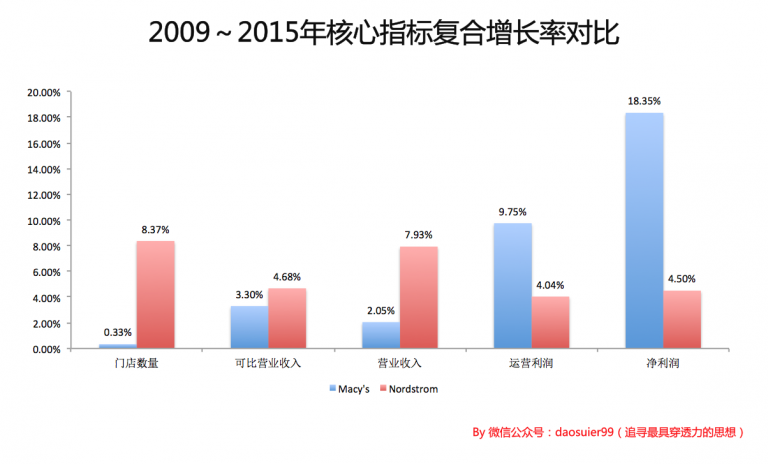 2009～2015年核心指标复合增长率对比
20.00%
18.00%
16.00%
14.00%
12.00%
10.00%
8.00%
6.00%
4.00%
2.00%
0.00%
0.33%
8.37%
3.30%
4.68%
2.05%
7.93%
9.75%
4.04%
18.35%
4.50%
门店数量
可比营业收入
营业收入
运营利润
净利润
Macy's
Nordstrom
By 微信公众号：daosuier99（追寻最具穿透力的思想）